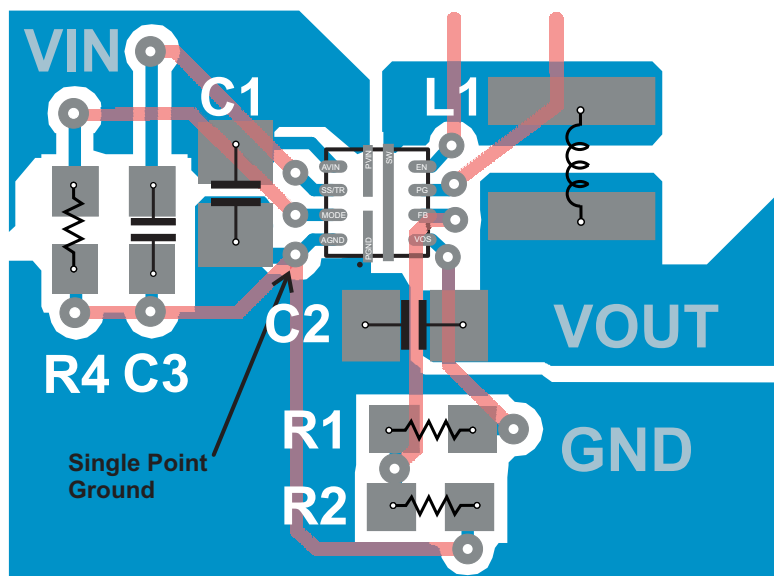 VIN
C1
L1
AVIN
PVIN
SW
EN
SS/TR
PG
MODE
FB
AGND
PGND
VOS
C2
VOUT
R4
C3
R1
GND
Single Point
Ground
R2